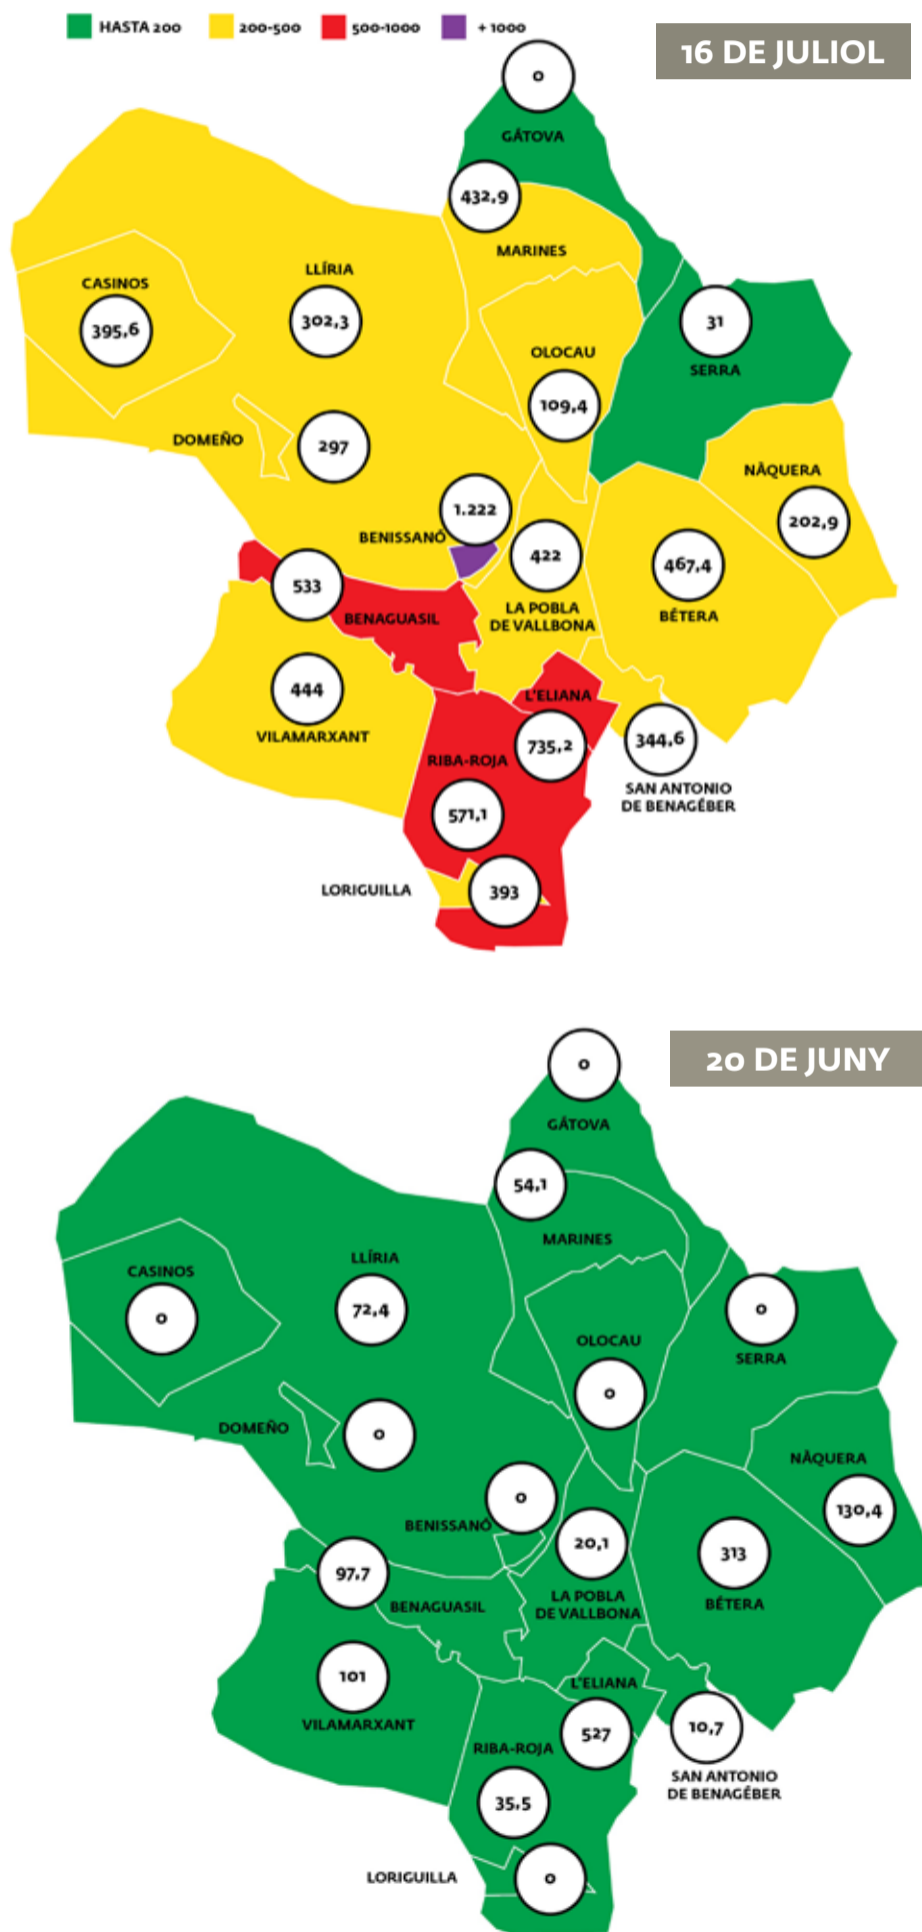 HASTA 200
200-500
500-1000
+ 1000
16 DE JULIOL
0
GÁTOVA
432,9
MARINES
LLÍRIA
302,3
CASINOS
395,6
31
SERRA
OLOCAU
109,4
DOMEÑO
297
NÀQUERA
202,9
1.222
BENISSANÓ
422
LA POBLA
DE VALLBONA
467,4
BÉTERA
533
BENAGUASIL
444
VILAMARXANT
L'ELIANA
735,2
344,6
SAN ANTONIO
DE BENAGÉBER
RIBA-ROJA
571,1
LORIGUILLA
393
20 DE JUNY
0
GÁTOVA
54,1
MARINES
LLÍRIA
72,4
CASINOS
0
0
SERRA
OLOCAU
0
DOMEÑO
0
NÀQUERA
130,4
0
BENISSANÓ
20,1
LA POBLA
DE VALLBONA
313
BÉTERA
97,7
BENAGUASIL
101
VILAMARXANT
L'ELIANA
527
10,7
SAN ANTONIO
DE BENAGÉBER
RIBA-ROJA
35,5
LORIGUILLA
0